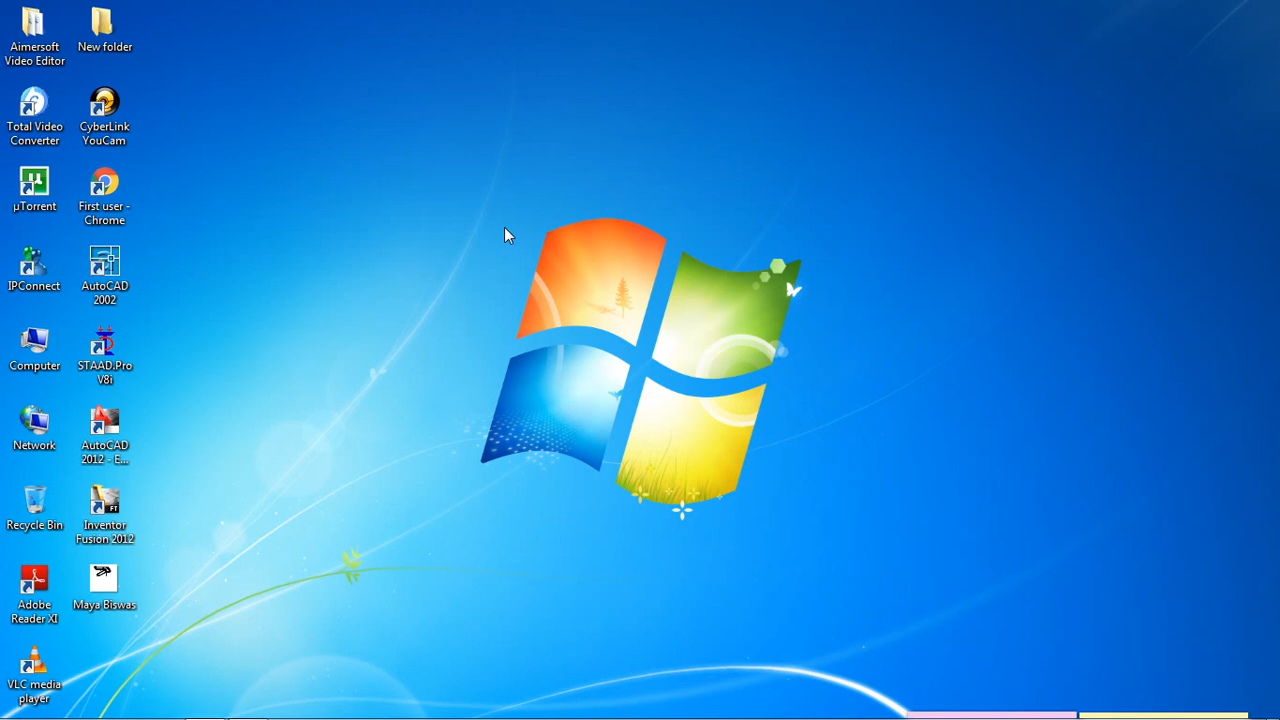 Aimersoft
Video Editor
New folder
Total Video
Converter
CyberLink
YouCam
µTorrent
First user -
Chrome
IPConnect
AutoCAD
2002
Computer
STAAD.Pro
V8i
Network
AutoCAD
2012 - E...
Recycle Bin
Inventor
Fusion 2012
FT
Adobe
Reader XI
Maya Biswas
VLC media
player